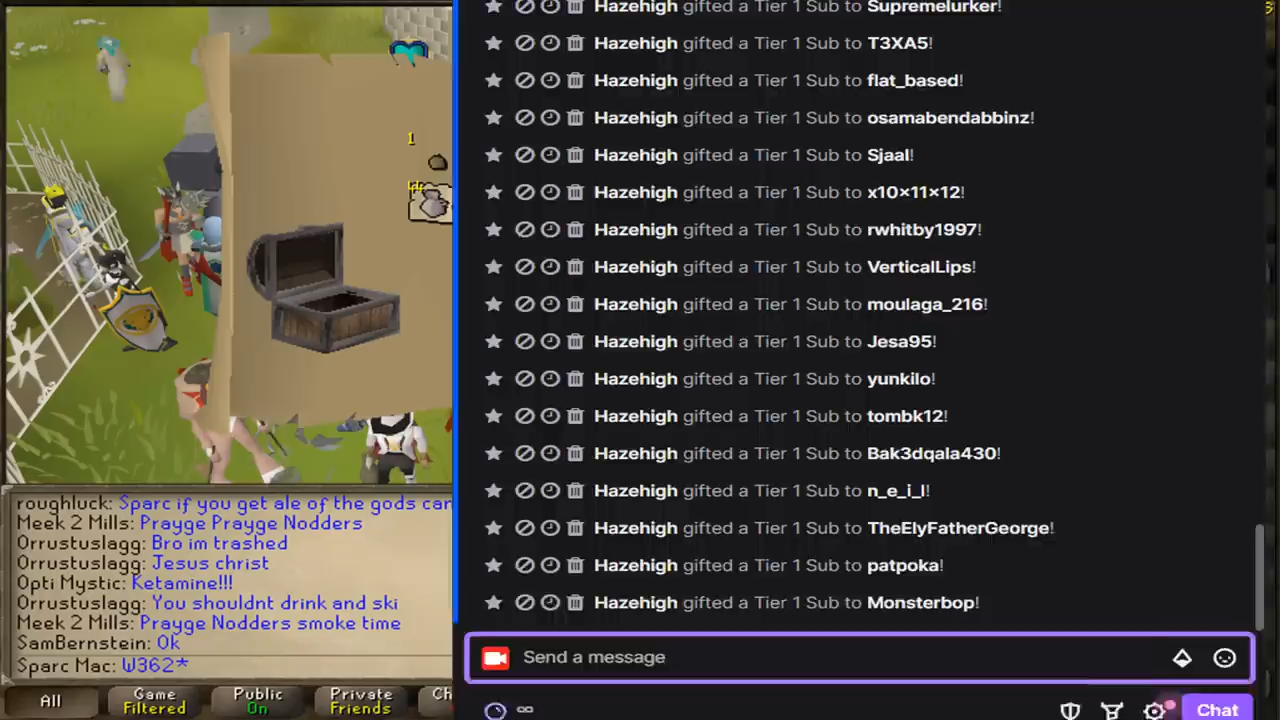 1
roughluck: Sparc if you get ale of the gods can
Meek 2 Mills: Prayge Prayge Nodders
Orrustuslagg: Bro im trashed
Orrustuslagg: Jesus christ
Opti Mystic: Ketamine!!!
Orrustuslagg: You shouldnt drink and ski
Meek 2 Mills: Prayge Nodders smoke time
SamBernstein: Ok
Sparc Mac: W362*
All
Game
Filtered
Public
On
Private
Friends
Ch
Hazehigh gifted a Tier 1 Sub to Supremelurker!
Hazehigh gifted a Tier 1 Sub to T3XA5!
Hazehigh gifted a Tier 1 Sub to flat_based!
Hazehigh gifted a Tier 1 Sub to osamabendabbinz!
Hazehigh gifted a Tier 1 Sub to Sjaal!
Hazehigh gifted a Tier 1 Sub to x10×11×12!
Hazehigh gifted a Tier 1 Sub to rwhitby1997!
Hazehigh gifted a Tier 1 Sub to VerticalLips!
Hazehigh gifted a Tier 1 Sub to moulaga_216!
Hazehigh gifted a Tier 1 Sub to Jesa95!
Hazehigh gifted a Tier 1 Sub to yunkilo!
Hazehigh gifted a Tier 1 Sub to tombk12!
Hazehigh gifted a Tier 1 Sub to Bak3dqala430!
Hazehigh gifted a Tier 1 Sub to n_e_i_l!
Hazehigh gifted a Tier 1 Sub to TheElyFatherGeorge!
Hazehigh gifted a Tier 1 Sub to patpoka!
Hazehigh gifted a Tier 1 Sub to Monsterbop!
Send a message
Chat